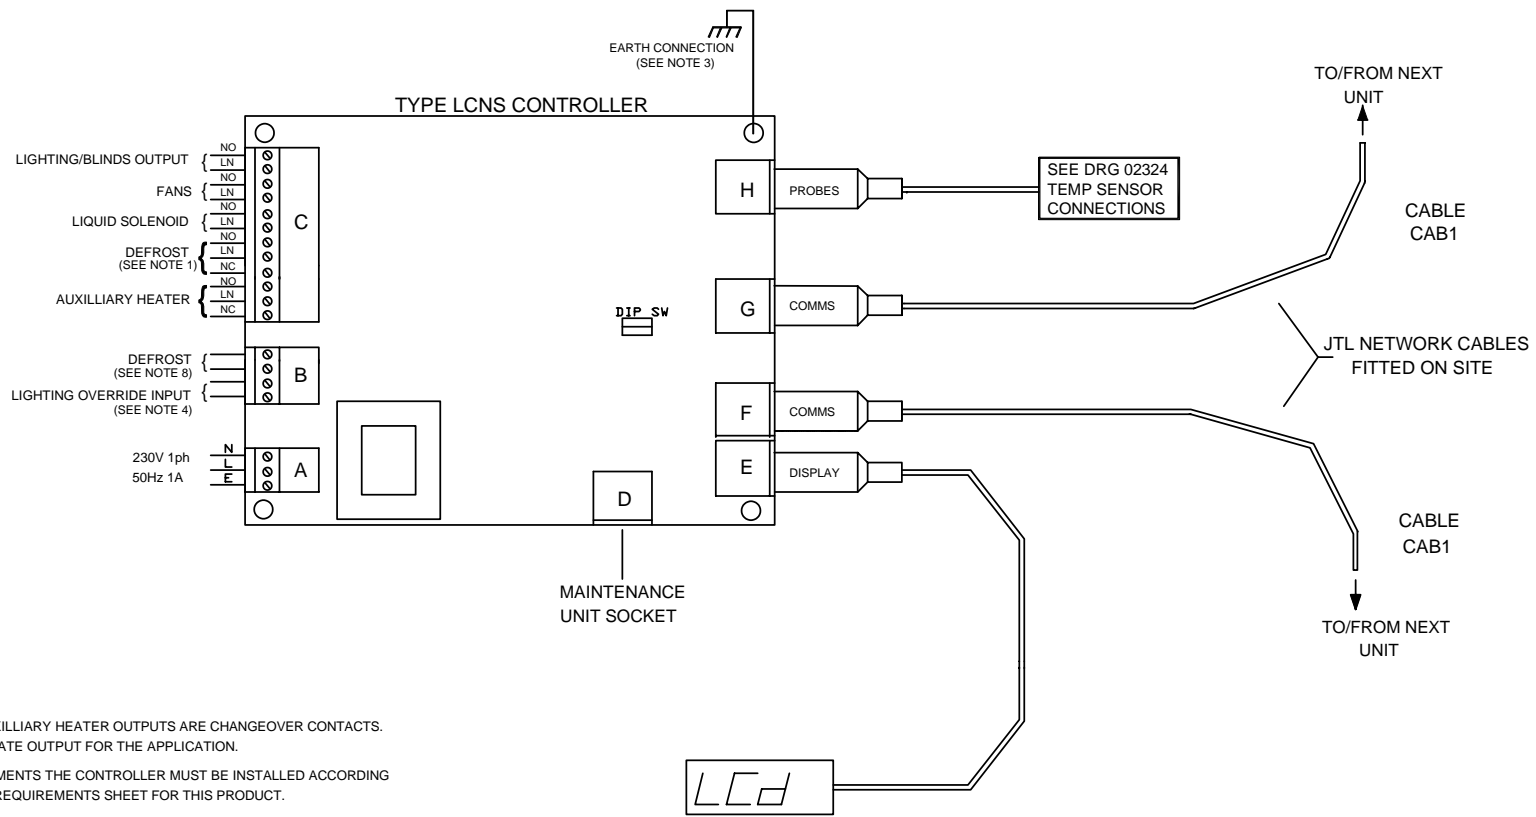 EARTH CONNECTION
(SEE NOTE 3)
TO/FROM NEXT
UNIT
TYPE LCNS CONTROLLER
LIGHTING/BLINDS OUTPUT
NO
LN
FANS
NO
LN
LIQUID SOLENOID
NO
LN
DEFROST
(SEE NOTE 1)
NO
LN
NC
AUXILLIARY HEATER
NO
LN
NC
C
H
PROBES
SEE DRG 02324
TEMP SENSOR
CONNECTIONS
CABLE
CAB1
DIP SW
G
COMMS
JTL NETWORK CABLES
FITTED ON SITE
DEFROST
(SEE NOTE 8)
LIGHTING OVERRIDE INPUT
(SEE NOTE 4)
B
F
COMMS
230V 1ph
50Hz 1A
N
L
E
A
E
DISPLAY
D
CABLE
CAB1
MAINTENANCE
UNIT SOCKET
TO/FROM NEXT
UNIT
ILLIARY HEATER OUTPUTS ARE CHANGEOVER CONTACTS.
ATE OUTPUT FOR THE APPLICATION.
MENTS THE CONTROLLER MUST BE INSTALLED ACCORDING
REQUIREMENTS SHEET FOR THIS PRODUCT.
LCd